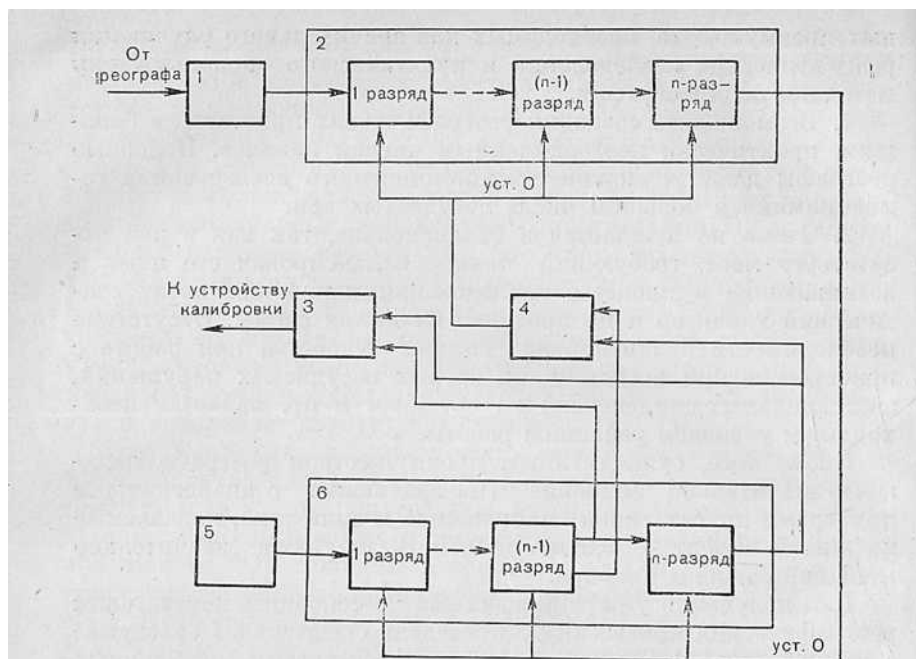 От
реографа
1
2
1 разряд
(n-1)
разряд
n-раз-
ряд
уст. 0
К устройству
калибровки
3
4
5
6
1 разряд
(n-1)
разряд
n-разряд
уст. 0